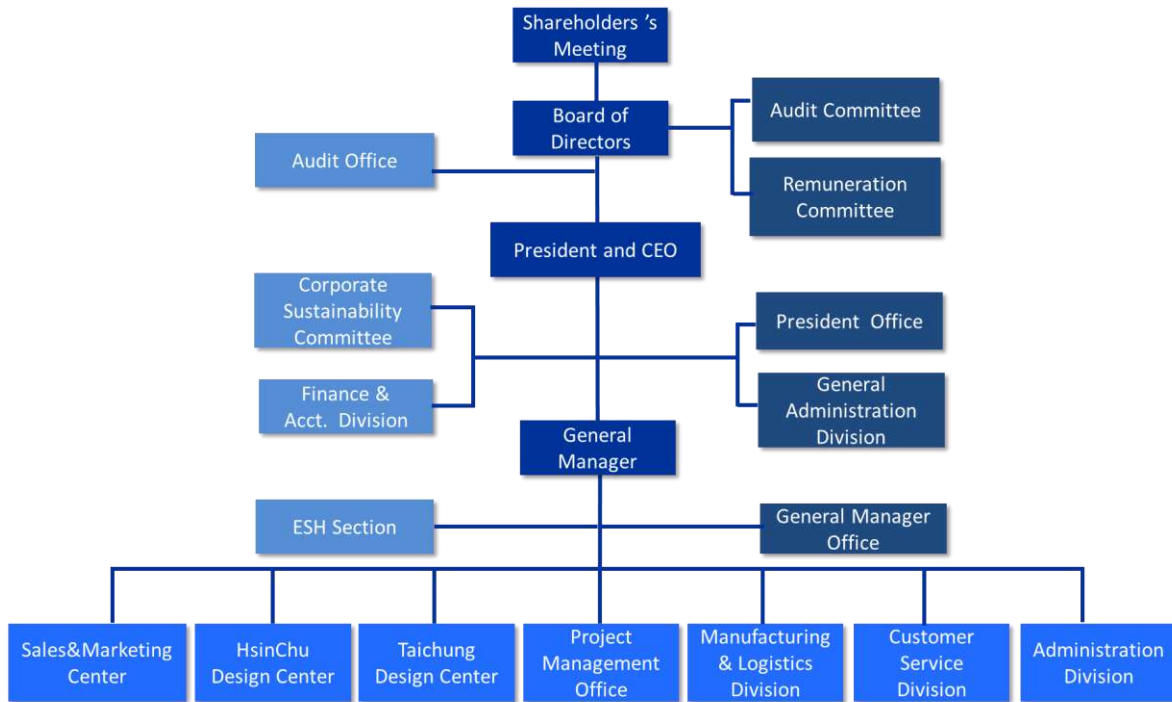 Shareholders 's
Meeting
Board of
Directors
Audit Committee
Audit Office
Remuneration
Committee
President and CEO
Corporate
Sustainability
Committee
President Office
Finance &
Acct. Division
General
Administration
Division
General
Manager
ESH Section
General Manager
Office
Sales&Marketing
Center
HsinChu
Design Center
Taichung
Design Center
Project
Management
Office
Manufacturing
& Logistics
Division
Customer
Service
Division
Administration
Division